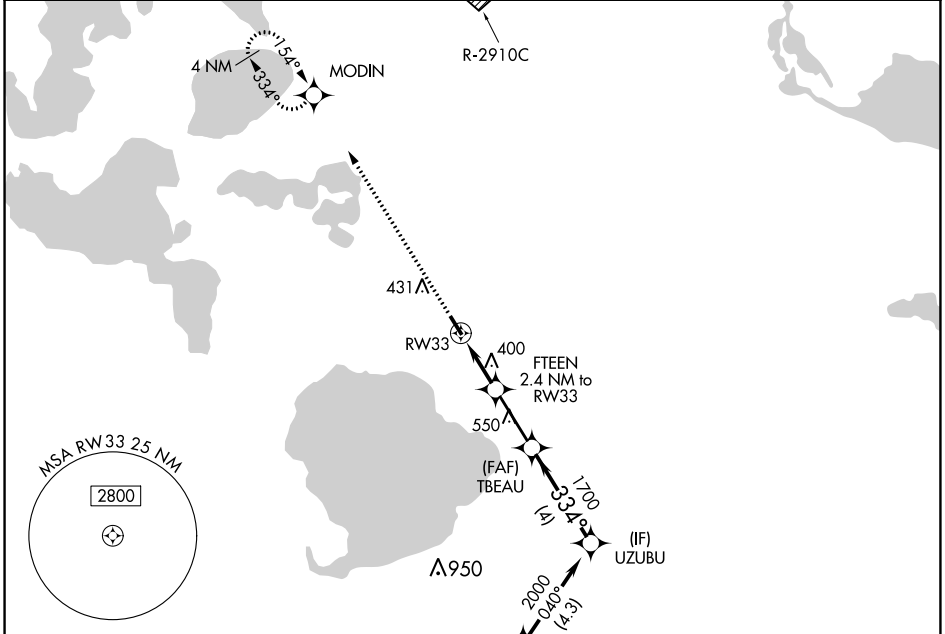 R-2910C
154°
4 NM
334°
MODIN
431
RW33
400
FTEEN
2.4 NM to
RW33
550
(FAF)
TBEAU
1700
334°
(4)
(IF)
UZUBU
MSA RW33 25 NM
2800
950
2000
040°
(4.3)